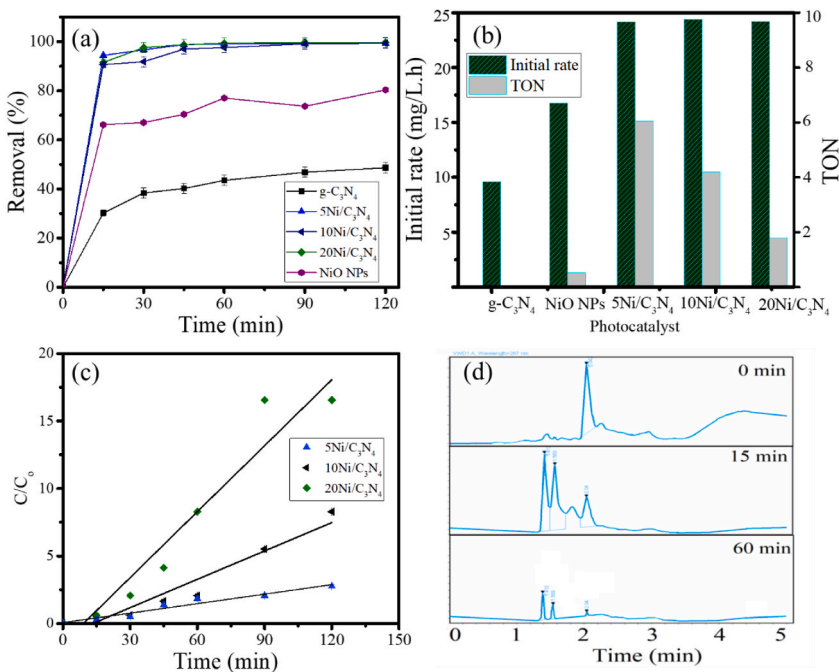 (a)
Removal (%)
100
80
60
40
20
0
g-C₃N₄
5Ni/C₃N₄
10Ni/C₃N₄
20Ni/C₃N₄
NiO NPs
0 30 60 90 120
Time (min)
(b)
Initial rate (mg/L.h)
25
20
15
10
5
Initial rate
TON
10
8
6
4
2
TON
g-C₃N₄ NiO NPs 5Ni/C₃N₄ 10Ni/C₃N₄ 20Ni/C₃N₄
Photocatalyst
(c)
C/Cₒ
20
15
10
5
0
5Ni/C₃N₄
10Ni/C₃N₄
20Ni/C₃N₄
0 30 60 90 120 150
Time (min)
(d)
0 min
15 min
60 min
0 1 2 3 4 5
Time (min)